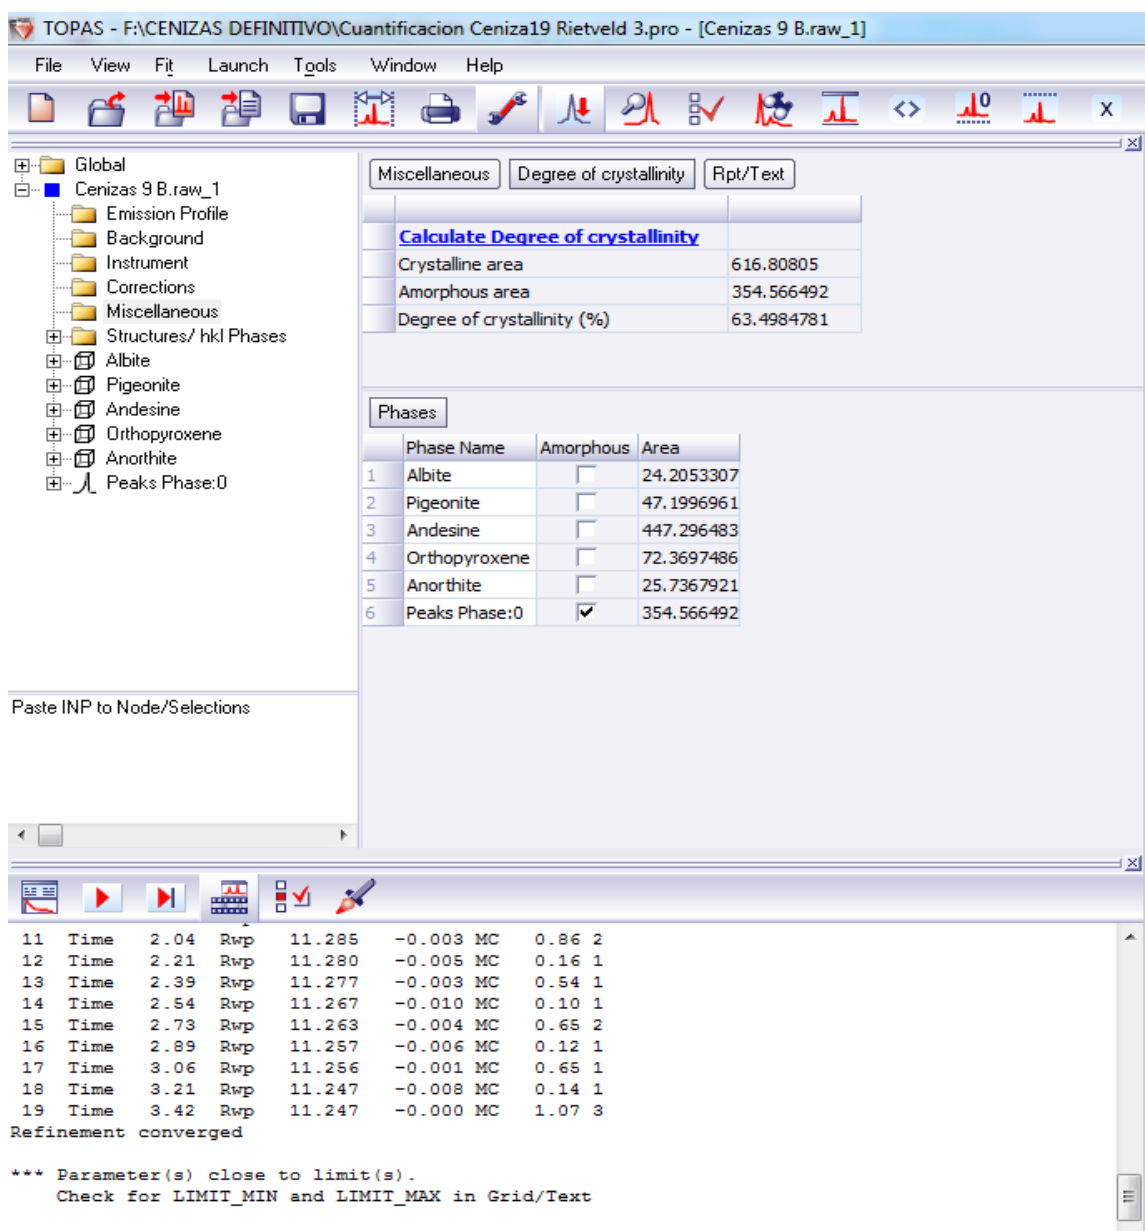 TOPAS - F:\CENIZAS DEFINITIVO\Cuantificacion Ceniza19 Rietveld 3.pro - [Cenizas 9 B.raw_1]
File View Fit Launch Tools Window Help
<> 0 x
Global
Cenizas 9 B.raw_1
Emission Profile
Background
Instrument
Corrections
Miscellaneous
Structures/ hkl Phases
Albite
Pigeonite
Andesine
Orthopyroxene
Anorthite
Peaks Phase:0
Paste INP to Node/Selections
Miscellaneous Degree of crystallinity Rpt/Text
Calculate Degree of crystallinity
Crystalline area 616.80805
Amorphous area 354.566492
Degree of crystallinity (%) 63.4984781
Phases
Phase Name Amorphous Area
1 Albite 24.2053307
2 Pigeonite 47.1996961
3 Andesine 447.296483
4 Orthopyroxene 72.3697486
5 Anorthite 25.7367921
6 Peaks Phase:0 354.566492
11 Time 2.04 Rwp 11.285 -0.003 MC 0.86 2
12 Time 2.21 Rwp 11.280 -0.005 MC 0.16 1
13 Time 2.39 Rwp 11.277 -0.003 MC 0.54 1
14 Time 2.54 Rwp 11.267 -0.010 MC 0.10 1
15 Time 2.73 Rwp 11.263 -0.004 MC 0.65 2
16 Time 2.89 Rwp 11.257 -0.006 MC 0.12 1
17 Time 3.06 Rwp 11.256 -0.001 MC 0.65 1
18 Time 3.21 Rwp 11.247 -0.008 MC 0.14 1
19 Time 3.42 Rwp 11.247 -0.000 MC 1.07 3
Refinement converged
*** Parameter(s) close to limit(s).
Check for LIMIT_MIN and LIMIT_MAX in Grid/Text